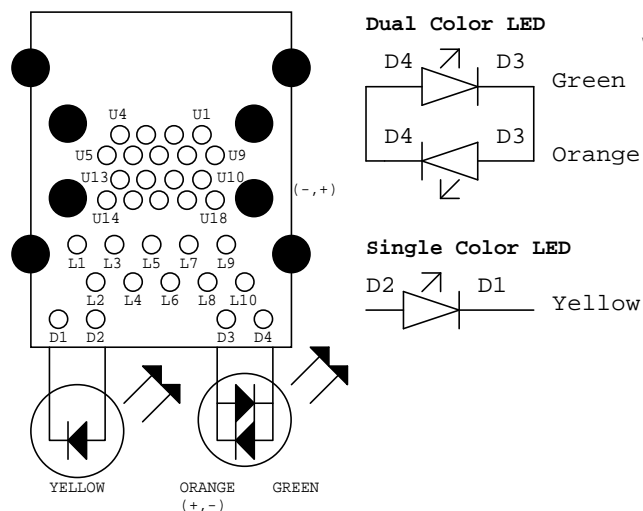 Dual Color LED
D4 D3
Green
D4 D3
Orange
U4 U1
U5 U9
U13 U10
U14 U18
(-,+)
L1 L3 L5 L7 L9
L2 L4 L6 L8 L10
D1 D2 D3 D4
Single Color LED
D2 D1
Yellow
YELLOW ORANGE GREEN
(+,-)